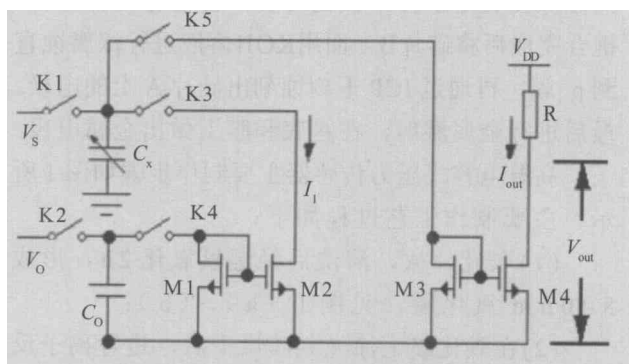 K5
K1
K3
V_S
C_x
I_1
K2
K4
V_O
C_O
M1
M2
V_DD
R
I_out
V_out
M3
M4